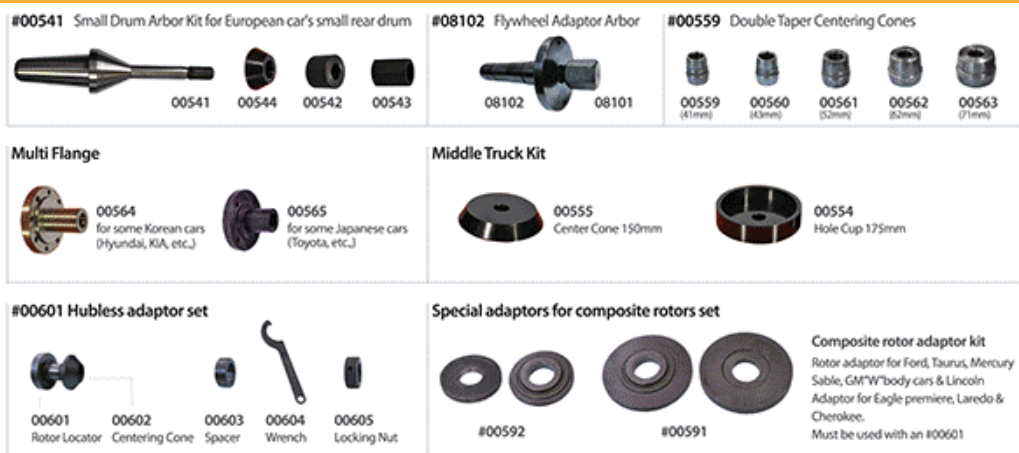 #00541 Small Drum Arbor Kit for European car's small rear drum
00541
00544
00542
00543
#08102 Flywheel Adaptor Arbor
08102
08101
#00559 Double Taper Centering Cones
00559
(41mm)
00560
(43mm)
00561
(52mm)
00562
(62mm)
00563
(71mm)
Multi Flange
00564
for some Korean cars
(Hyundai, KIA, etc.,)
00565
for some Japanese cars
(Toyota, etc.,)
Middle Truck Kit
00555
Center Cone 150mm
00554
Hole Cup 175mm
#00601 Hubless adaptor set
00601
Rotor Locator
00602
Centering Cone
00603
Spacer
00604
Wrench
00605
Locking Nut
Special adaptors for composite rotors set
#00592
#00591
Composite rotor adaptor kit
Rotor adaptor for Ford, Taurus, Mercury
Sable, GM"W"body cars & Lincoln
Adaptor for Eagle premiere, Laredo &
Cherokee.
Must be used with an #00601